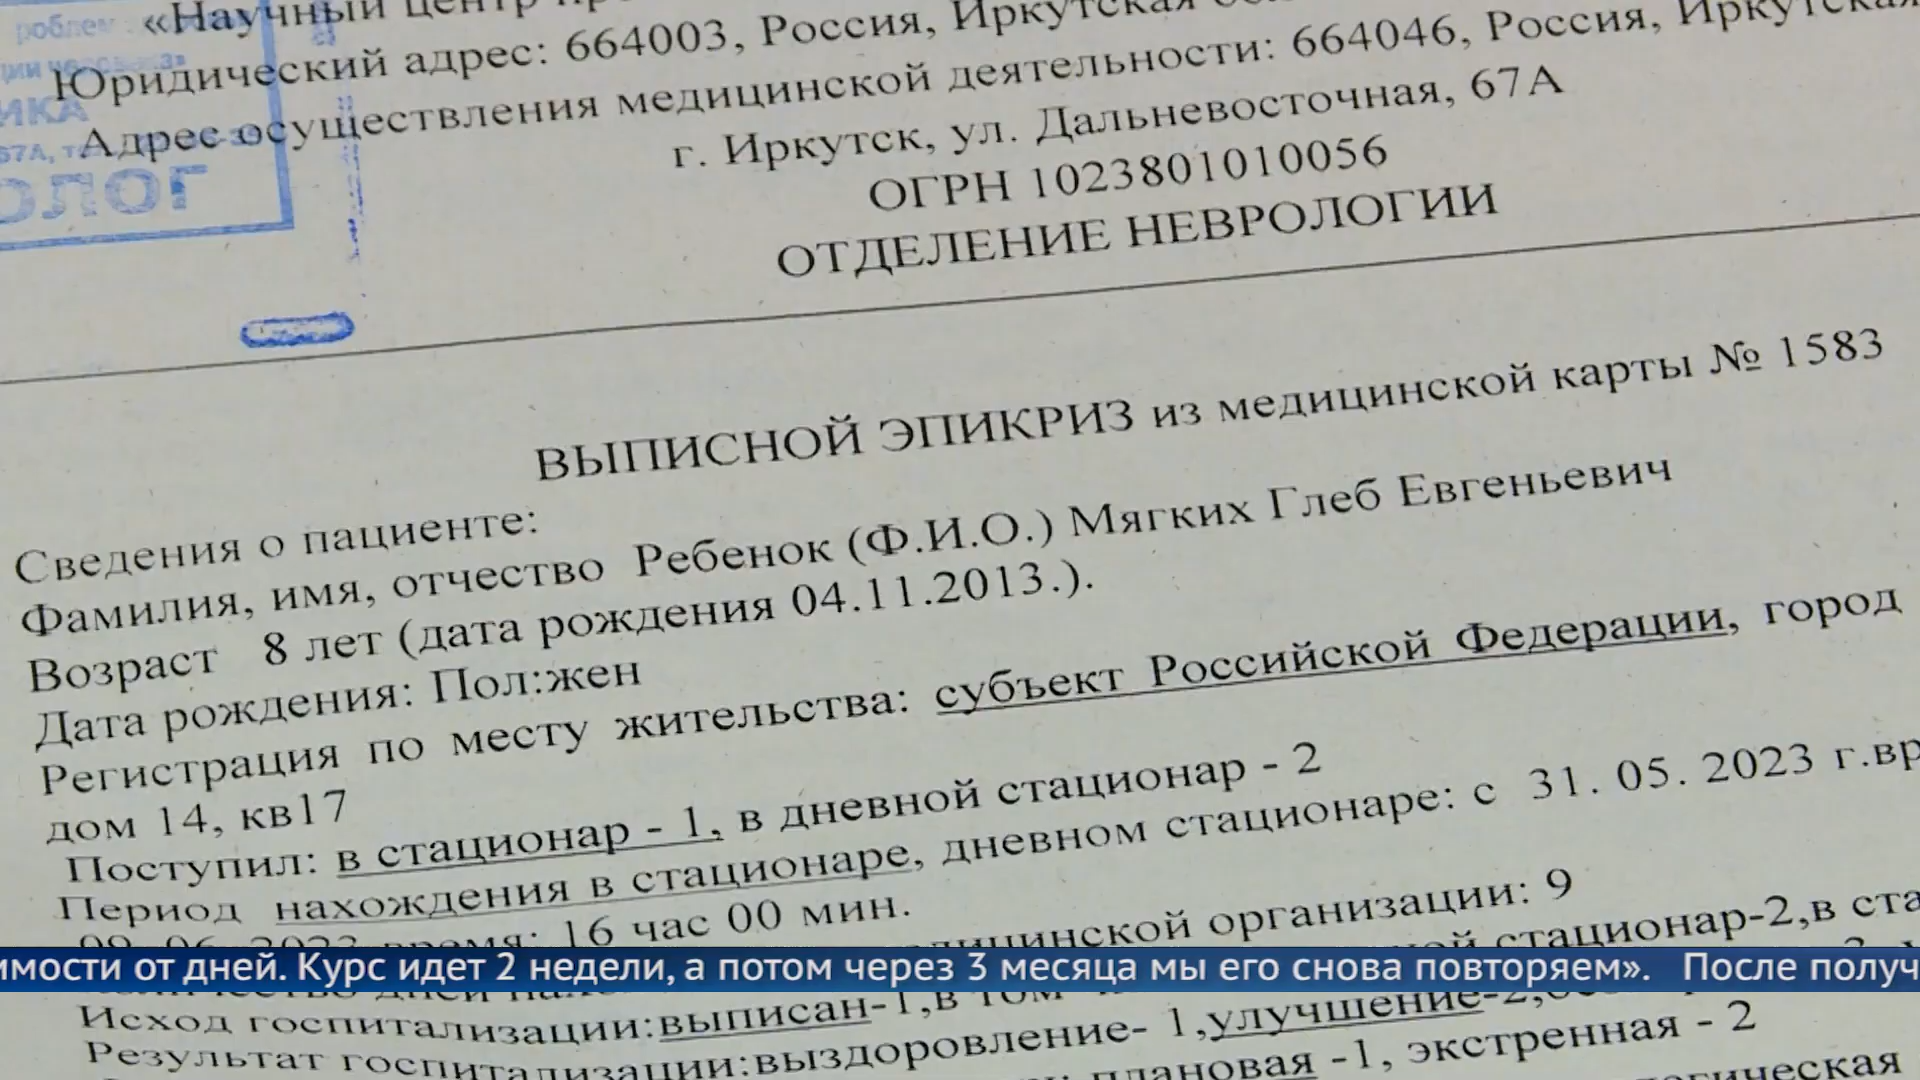 «Научный центр
Юридический адрес: 664003, Россия, Иркутская
Адрес осуществления медицинской деятельности: 664046, Россия, Иркутская
г. Иркутск, ул. Дальневосточная, 67А
ОГРН 1023801010056
ОТДЕЛЕНИЕ НЕВРОЛОГИИ
ВЫПИСНОЙ ЭПИКРИЗ из медицинской карты № 1583
Сведения о пациенте:
Фамилия, имя, отчество Ребенок (Ф.И.О.) Мягких Глеб Евгеньевич
Возраст 8 лет (дата рождения 04.11.2013.).
Дата рождения: Пол:жен
Регистрация по месту жительства: субъект Российской Федерации, город
дом 14, кв17
Поступил: в стационар - 1, в дневной стационар - 2
Период нахождения в стационаре, дневном стационаре: с 31. 05. 2023 г.вр
время: 16 час 00 мин.
медицинской организации: 9
стационар-2,в ста
имости от дней. Курс идет 2 недели, а потом через 3 месяца мы его снова повторяем». После получ
Исход госпитализации:выписан-1,в том
Результат госпитализации:выздоровление- 1,улучшение-2,
плановая -1, экстренная - 2